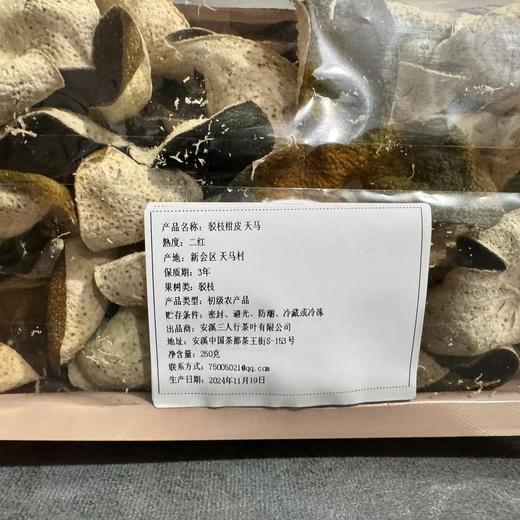 产品名称: 驳枝柑皮 天马
熟度: 二红
产地: 新会区 天马村
保质期: 3年
果树类: 驳枝
产品类型: 初级农产品
贮存条件: 密封、避光、防潮、冷藏或冷冻
出品商: 安溪三人行茶叶有限公司
地址: 安溪中国茶都茶王街S-153号
净含量: 250克
联系方式: 75005021@qq.com
生产日期: 2024年11月19日